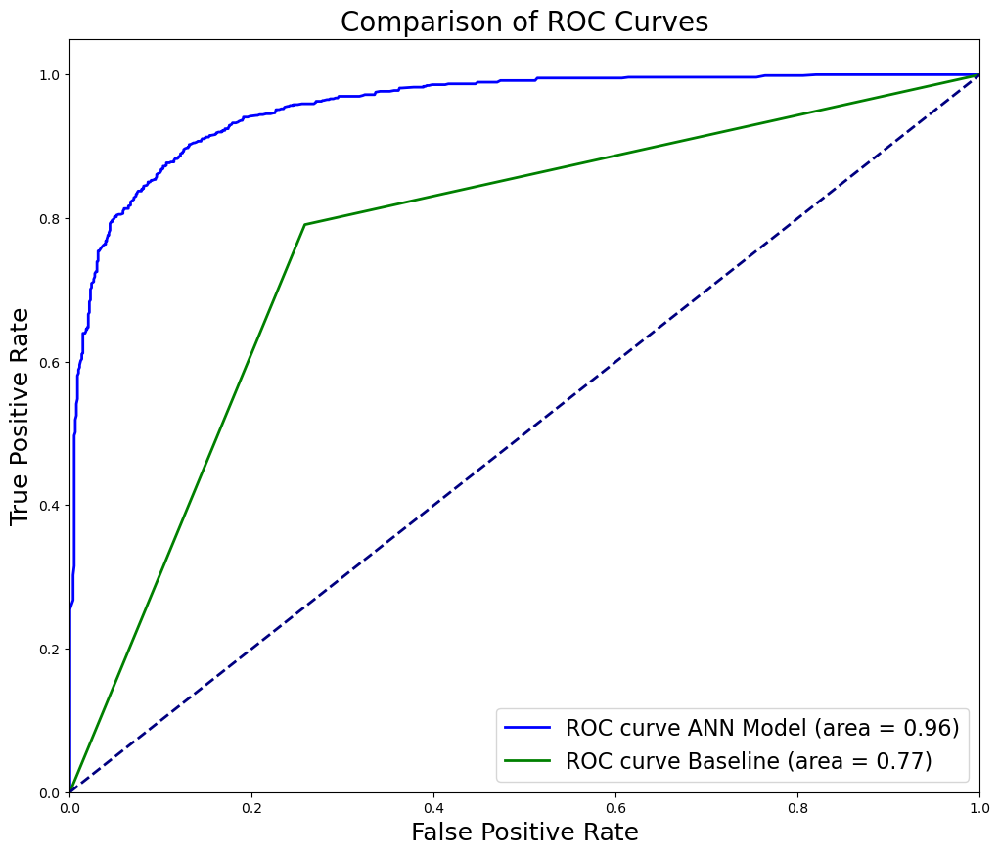 Comparison of ROC Curves
True Positive Rate
1.0
0.8
0.6
0.4
0.2
0.0
0.0 0.2 0.4 0.6 0.8 1.0
False Positive Rate
ROC curve ANN Model (area = 0.96)
ROC curve Baseline (area = 0.77)